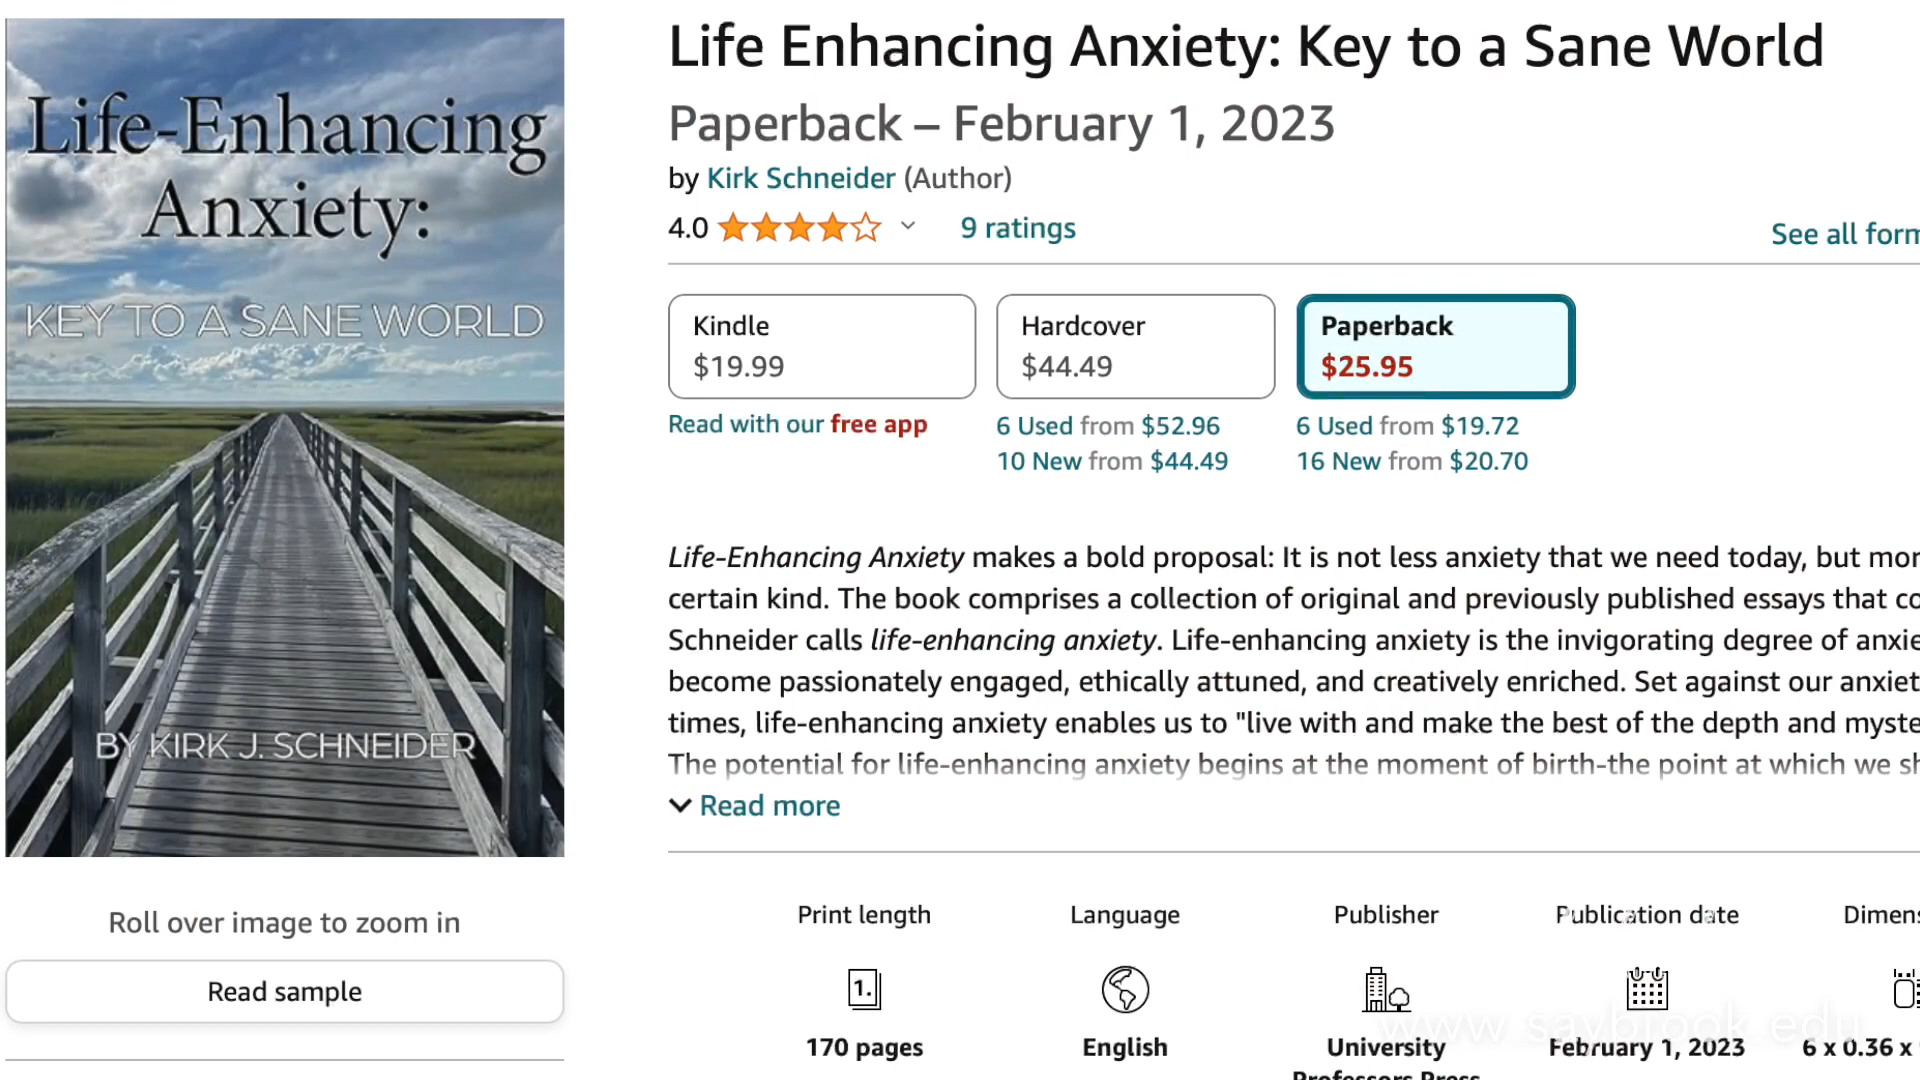 Life-Enhancing
Anxiety:
KEY TO A SANE WORLD
BY KIRK J. SCHNEIDER
Roll over image to zoom in
Read sample
Life Enhancing Anxiety: Key to a Sane World
Paperback – February 1, 2023
by Kirk Schneider (Author)
4.0 9 ratings
See all form
Kindle
$19.99
Read with our free app
Hardcover
$44.49
6 Used from $52.96
10 New from $44.49
Paperback
$25.95
6 Used from $19.72
16 New from $20.70
Life-Enhancing Anxiety makes a bold proposal: It is not less anxiety that we need today, but mor
certain kind. The book comprises a collection of original and previously published essays that co
Schneider calls life-enhancing anxiety. Life-enhancing anxiety is the invigorating degree of anxie
become passionately engaged, ethically attuned, and creatively enriched. Set against our anxiet
times, life-enhancing anxiety enables us to "live with and make the best of the depth and myste
The potential for life-enhancing anxiety begins at the moment of birth-the point at which we sh
Read more
Print length
1.
170 pages
Language
English
Publisher
University
Professors Press
Publication date
February 1, 2023
Dimens
6 x 0.36 x
www.saybrook.edu